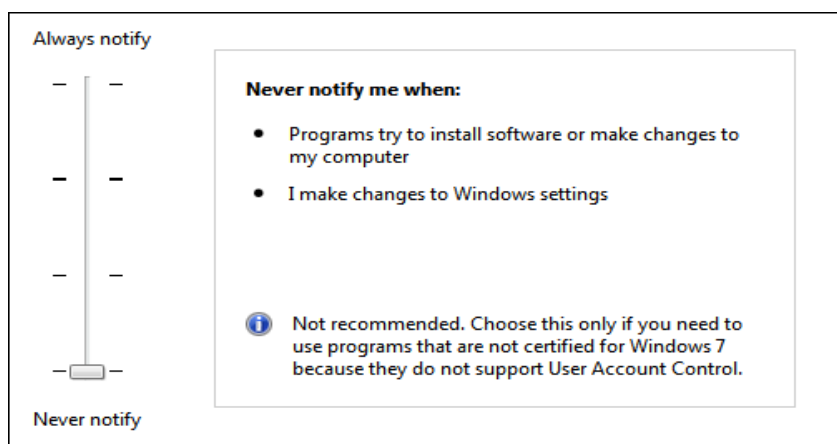 Always notify
Never notify me when:
• Programs try to install software or make changes to
my computer
• I make changes to Windows settings
Not recommended. Choose this only if you need to
use programs that are not certified for Windows 7
because they do not support User Account Control.
Never notify